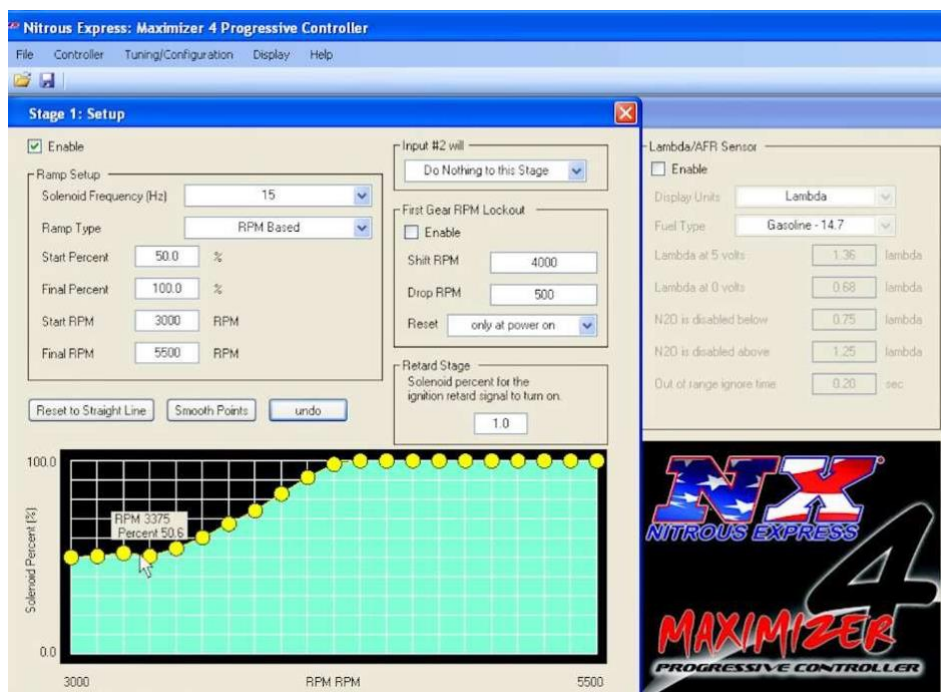 Nitrous Express: Maximizer 4 Progressive Controller
File Controller Tuning/Configuration Display Help
Stage 1: Setup
Enable
Ramp Setup
Solenoid Frequency (Hz) 15
Ramp Type RPM Based
Start Percent 50.0 %
Final Percent 100.0 %
Start RPM 3000 RPM
Final RPM 5500 RPM
Reset to Straight Line Smooth Points undo
Input #2 will
Do Nothing to this Stage
First Gear RPM Lockout
Enable
Shift RPM 4000
Drop RPM 500
Reset only at power on
Retard Stage
Solenoid percent for the
ignition retard signal to turn on.
1.0
100.0
RPM 3375
Percent 50.6
Solenoid Percent (%)
0.0
3000 RPM RPM 5500
Lambda/AFR Sensor
Enable
Display Units Lambda
Fuel Type Gasoline - 14.7
Lambda at 5 volts 1.36 lambda
Lambda at 0 volts 0.68 lambda
N2O is disabled below 0.75 lambda
N2O is disabled above 1.25 lambda
Out of range ignore time 0.20 sec
NX
NITROUS EXPRESS
4
MAXIMIZER
PROGRESSIVE CONTROLLER